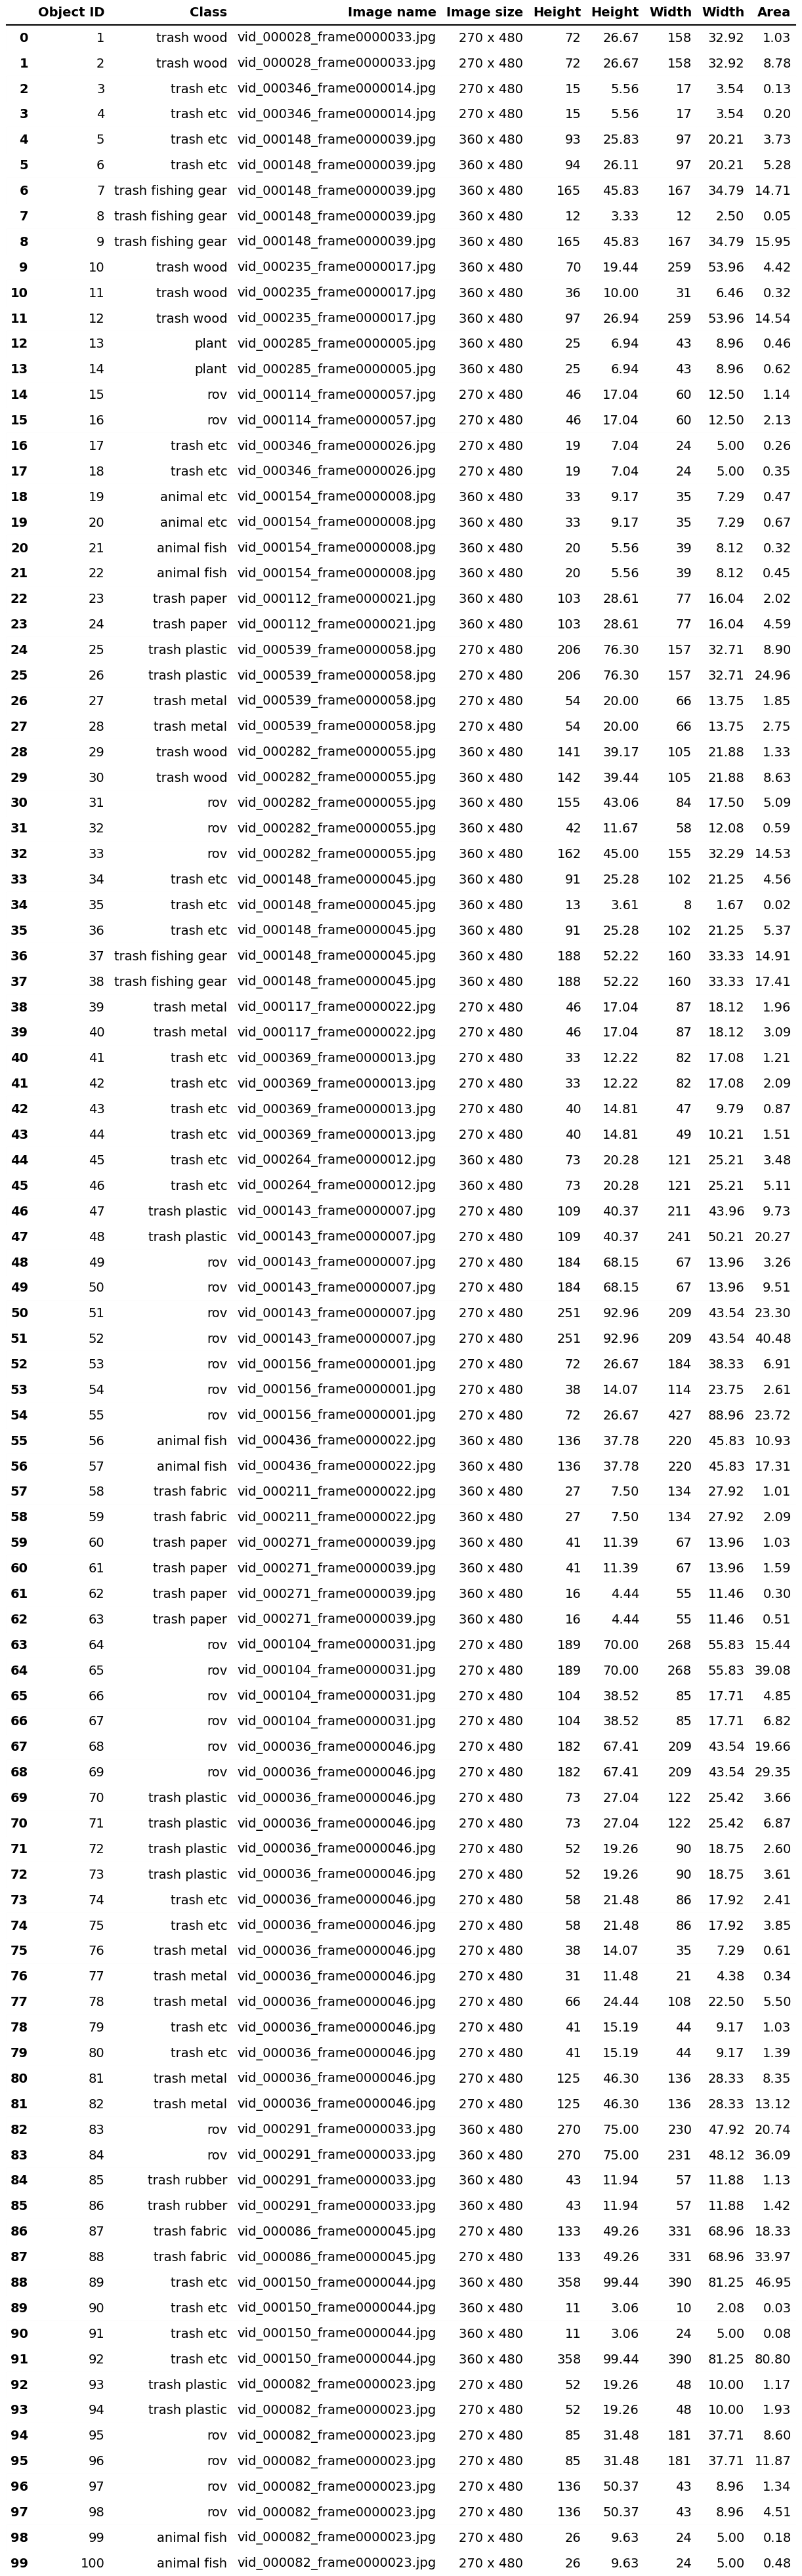 Object ID Class Image name Image size Height Height Width Width Area
0 1 trash wood vid_000028_frame0000033.jpg 270 x 480 72 26.67 158 32.92 1.03
1 2 trash wood vid_000028_frame0000033.jpg 270 x 480 72 26.67 158 32.92 8.78
2 3 trash etc vid_000346_frame0000014.jpg 270 x 480 15 5.56 17 3.54 0.13
3 4 trash etc vid_000346_frame0000014.jpg 270 x 480 15 5.56 17 3.54 0.20
4 5 trash etc vid_000148_frame0000039.jpg 360 x 480 93 25.83 97 20.21 3.73
5 6 trash etc vid_000148_frame0000039.jpg 360 x 480 94 26.11 97 20.21 5.28
6 7 trash fishing gear vid_000148_frame0000039.jpg 360 x 480 165 45.83 167 34.79 14.71
7 8 trash fishing gear vid_000148_frame0000039.jpg 360 x 480 12 3.33 12 2.50 0.05
8 9 trash fishing gear vid_000148_frame0000039.jpg 360 x 480 165 45.83 167 34.79 15.95
9 10 trash wood vid_000235_frame0000017.jpg 360 x 480 70 19.44 259 53.96 4.42
10 11 trash wood vid_000235_frame0000017.jpg 360 x 480 36 10.00 31 6.46 0.32
11 12 trash wood vid_000235_frame0000017.jpg 360 x 480 97 26.94 259 53.96 14.54
12 13 plant vid_000285_frame0000005.jpg 360 x 480 25 6.94 43 8.96 0.46
13 14 plant vid_000285_frame0000005.jpg 360 x 480 25 6.94 43 8.96 0.62
14 15 rov vid_000114_frame0000057.jpg 270 x 480 46 17.04 60 12.50 1.14
15 16 rov vid_000114_frame0000057.jpg 270 x 480 46 17.04 60 12.50 2.13
16 17 trash etc vid_000346_frame0000026.jpg 270 x 480 19 7.04 24 5.00 0.26
17 18 trash etc vid_000346_frame0000026.jpg 270 x 480 19 7.04 24 5.00 0.35
18 19 animal etc vid_000154_frame0000008.jpg 360 x 480 33 9.17 35 7.29 0.47
19 20 animal etc vid_000154_frame0000008.jpg 360 x 480 33 9.17 35 7.29 0.67
20 21 animal fish vid_000154_frame0000008.jpg 360 x 480 20 5.56 39 8.12 0.32
21 22 animal fish vid_000154_frame0000008.jpg 360 x 480 20 5.56 39 8.12 0.45
22 23 trash paper vid_000112_frame0000021.jpg 360 x 480 103 28.61 77 16.04 2.02
23 24 trash paper vid_000112_frame0000021.jpg 360 x 480 103 28.61 77 16.04 4.59
24 25 trash plastic vid_000539_frame0000058.jpg 270 x 480 206 76.30 157 32.71 8.90
25 26 trash plastic vid_000539_frame0000058.jpg 270 x 480 206 76.30 157 32.71 24.96
26 27 trash metal vid_000539_frame0000058.jpg 270 x 480 54 20.00 66 13.75 1.85
27 28 trash metal vid_000539_frame0000058.jpg 270 x 480 54 20.00 66 13.75 2.75
28 29 trash wood vid_000282_frame0000055.jpg 360 x 480 141 39.17 105 21.88 1.33
29 30 trash wood vid_000282_frame0000055.jpg 360 x 480 142 39.44 105 21.88 8.63
30 31 rov vid_000282_frame0000055.jpg 360 x 480 155 43.06 84 17.50 5.09
31 32 rov vid_000282_frame0000055.jpg 360 x 480 42 11.67 58 12.08 0.59
32 33 rov vid_000282_frame0000055.jpg 360 x 480 162 45.00 155 32.29 14.53
33 34 trash etc vid_000148_frame0000045.jpg 360 x 480 91 25.28 102 21.25 4.56
34 35 trash etc vid_000148_frame0000045.jpg 360 x 480 13 3.61 8 1.67 0.02
35 36 trash etc vid_000148_frame0000045.jpg 360 x 480 91 25.28 102 21.25 5.37
36 37 trash fishing gear vid_000148_frame0000045.jpg 360 x 480 188 52.22 160 33.33 14.91
37 38 trash fishing gear vid_000148_frame0000045.jpg 360 x 480 188 52.22 160 33.33 17.41
38 39 trash metal vid_000117_frame0000022.jpg 270 x 480 46 17.04 87 18.12 1.96
39 40 trash metal vid_000117_frame0000022.jpg 270 x 480 46 17.04 87 18.12 3.09
40 41 trash etc vid_000369_frame0000013.jpg 270 x 480 33 12.22 82 17.08 1.21
41 42 trash etc vid_000369_frame0000013.jpg 270 x 480 33 12.22 82 17.08 2.09
42 43 trash etc vid_000369_frame0000013.jpg 270 x 480 40 14.81 47 9.79 0.87
43 44 trash etc vid_000369_frame0000013.jpg 270 x 480 40 14.81 49 10.21 1.51
44 45 trash etc vid_000264_frame0000012.jpg 360 x 480 73 20.28 121 25.21 3.48
45 46 trash etc vid_000264_frame0000012.jpg 360 x 480 73 20.28 121 25.21 5.11
46 47 trash plastic vid_000143_frame0000007.jpg 270 x 480 109 40.37 211 43.96 9.73
47 48 trash plastic vid_000143_frame0000007.jpg 270 x 480 109 40.37 241 50.21 20.27
48 49 rov vid_000143_frame0000007.jpg 270 x 480 184 68.15 67 13.96 3.26
49 50 rov vid_000143_frame0000007.jpg 270 x 480 184 68.15 67 13.96 9.51
50 51 rov vid_000143_frame0000007.jpg 270 x 480 251 92.96 209 43.54 23.30
51 52 rov vid_000143_frame0000007.jpg 270 x 480 251 92.96 209 43.54 40.48
52 53 rov vid_000156_frame0000001.jpg 270 x 480 72 26.67 184 38.33 6.91
53 54 rov vid_000156_frame0000001.jpg 270 x 480 38 14.07 114 23.75 2.61
54 55 rov vid_000156_frame0000001.jpg 270 x 480 72 26.67 427 88.96 23.72
55 56 animal fish vid_000436_frame0000022.jpg 360 x 480 136 37.78 220 45.83 10.93
56 57 animal fish vid_000436_frame0000022.jpg 360 x 480 136 37.78 220 45.83 17.31
57 58 trash fabric vid_000211_frame0000022.jpg 360 x 480 27 7.50 134 27.92 1.01
58 59 trash fabric vid_000211_frame0000022.jpg 360 x 480 27 7.50 134 27.92 2.09
59 60 trash paper vid_000271_frame0000039.jpg 360 x 480 41 11.39 67 13.96 1.03
60 61 trash paper vid_000271_frame0000039.jpg 360 x 480 41 11.39 67 13.96 1.59
61 62 trash paper vid_000271_frame0000039.jpg 360 x 480 16 4.44 55 11.46 0.30
62 63 trash paper vid_000271_frame0000039.jpg 360 x 480 16 4.44 55 11.46 0.51
63 64 rov vid_000104_frame0000031.jpg 270 x 480 189 70.00 268 55.83 15.44
64 65 rov vid_000104_frame0000031.jpg 270 x 480 189 70.00 268 55.83 39.08
65 66 rov vid_000104_frame0000031.jpg 270 x 480 104 38.52 85 17.71 4.85
66 67 rov vid_000104_frame0000031.jpg 270 x 480 104 38.52 85 17.71 6.82
67 68 rov vid_000036_frame0000046.jpg 270 x 480 182 67.41 209 43.54 19.66
68 69 rov vid_000036_frame0000046.jpg 270 x 480 182 67.41 209 43.54 29.35
69 70 trash plastic vid_000036_frame0000046.jpg 270 x 480 73 27.04 122 25.42 3.66
70 71 trash plastic vid_000036_frame0000046.jpg 270 x 480 73 27.04 122 25.42 6.87
71 72 trash plastic vid_000036_frame0000046.jpg 270 x 480 52 19.26 90 18.75 2.60
72 73 trash plastic vid_000036_frame0000046.jpg 270 x 480 52 19.26 90 18.75 3.61
73 74 trash etc vid_000036_frame0000046.jpg 270 x 480 58 21.48 86 17.92 2.41
74 75 trash etc vid_000036_frame0000046.jpg 270 x 480 58 21.48 86 17.92 3.85
75 76 trash metal vid_000036_frame0000046.jpg 270 x 480 38 14.07 35 7.29 0.61
76 77 trash metal vid_000036_frame0000046.jpg 270 x 480 31 11.48 21 4.38 0.34
77 78 trash metal vid_000036_frame0000046.jpg 270 x 480 66 24.44 108 22.50 5.50
78 79 trash etc vid_000036_frame0000046.jpg 270 x 480 41 15.19 44 9.17 1.03
79 80 trash etc vid_000036_frame0000046.jpg 270 x 480 41 15.19 44 9.17 1.39
80 81 trash metal vid_000036_frame0000046.jpg 270 x 480 125 46.30 136 28.33 8.35
81 82 trash metal vid_000036_frame0000046.jpg 270 x 480 125 46.30 136 28.33 13.12
82 83 rov vid_000291_frame0000033.jpg 360 x 480 270 75.00 230 47.92 20.74
83 84 rov vid_000291_frame0000033.jpg 360 x 480 270 75.00 231 48.12 36.09
84 85 trash rubber vid_000291_frame0000033.jpg 360 x 480 43 11.94 57 11.88 1.13
85 86 trash rubber vid_000291_frame0000033.jpg 360 x 480 43 11.94 57 11.88 1.42
86 87 trash fabric vid_000086_frame0000045.jpg 270 x 480 133 49.26 331 68.96 18.33
87 88 trash fabric vid_000086_frame0000045.jpg 270 x 480 133 49.26 331 68.96 33.97
88 89 trash etc vid_000150_frame0000044.jpg 360 x 480 358 99.44 390 81.25 46.95
89 90 trash etc vid_000150_frame0000044.jpg 360 x 480 11 3.06 10 2.08 0.03
90 91 trash etc vid_000150_frame0000044.jpg 360 x 480 11 3.06 24 5.00 0.08
91 92 trash etc vid_000150_frame0000044.jpg 360 x 480 358 99.44 390 81.25 80.80
92 93 trash plastic vid_000082_frame0000023.jpg 270 x 480 52 19.26 48 10.00 1.17
93 94 trash plastic vid_000082_frame0000023.jpg 270 x 480 52 19.26 48 10.00 1.93
94 95 rov vid_000082_frame0000023.jpg 270 x 480 85 31.48 181 37.71 8.60
95 96 rov vid_000082_frame0000023.jpg 270 x 480 85 31.48 181 37.71 11.87
96 97 rov vid_000082_frame0000023.jpg 270 x 480 136 50.37 43 8.96 1.34
97 98 rov vid_000082_frame0000023.jpg 270 x 480 136 50.37 43 8.96 4.51
98 99 animal fish vid_000082_frame0000023.jpg 270 x 480 26 9.63 24 5.00 0.18
99 100 animal fish vid_000082_frame0000023.jpg 270 x 480 26 9.63 24 5.00 0.48